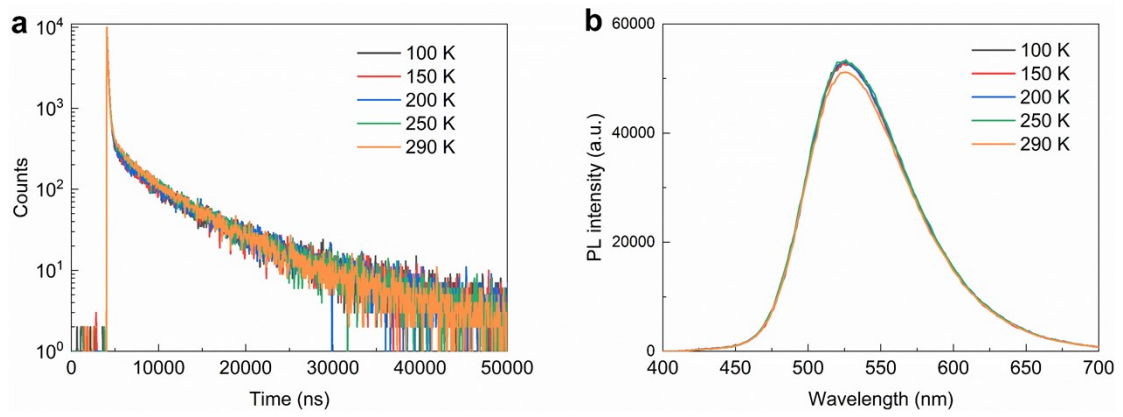 a
Counts
10⁴
10³
10²
10¹
10⁰
0
10000
20000
30000
40000
50000
Time (ns)
100 K
150 K
200 K
250 K
290 K
b
PL intensity (a.u.)
60000
40000
20000
0
400
450
500
550
600
650
700
Wavelength (nm)
100 K
150 K
200 K
250 K
290 K